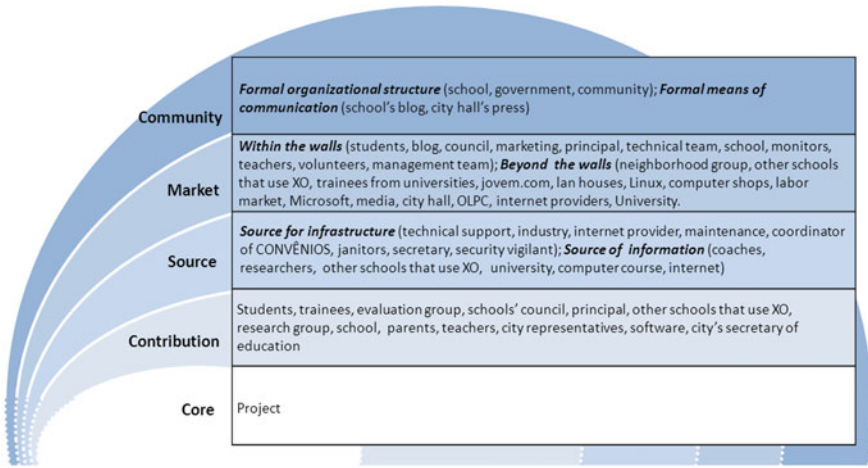 Community
Formal organizational structure (school, government, community); Formal means of
communication (school's blog, city hall's press)
Market
Within the walls (students, blog, council, marketing, principal, technical team, school, monitors,
teachers, volunteers, management team); Beyond the walls (neighborhood group, other schools
that use XO, trainees from universities, jovem.com, lan houses, Linux, computer shops, labor
market, Microsoft, media, city hall, OLPC, internet providers, University.
Source
Source for infrastructure (technical support, industry, internet provider, maintenance, coordinator
of CONVÊNIOS, janitors, secretary, security vigilant); Source of information (coaches,
researchers, other schools that use XO, university, computer course, internet)
Contribution
Students, trainees, evaluation group, schools' council, principal, other schools that use XO,
research group, school, parents, teachers, city representatives, software, city's secretary of
education
Core
Project